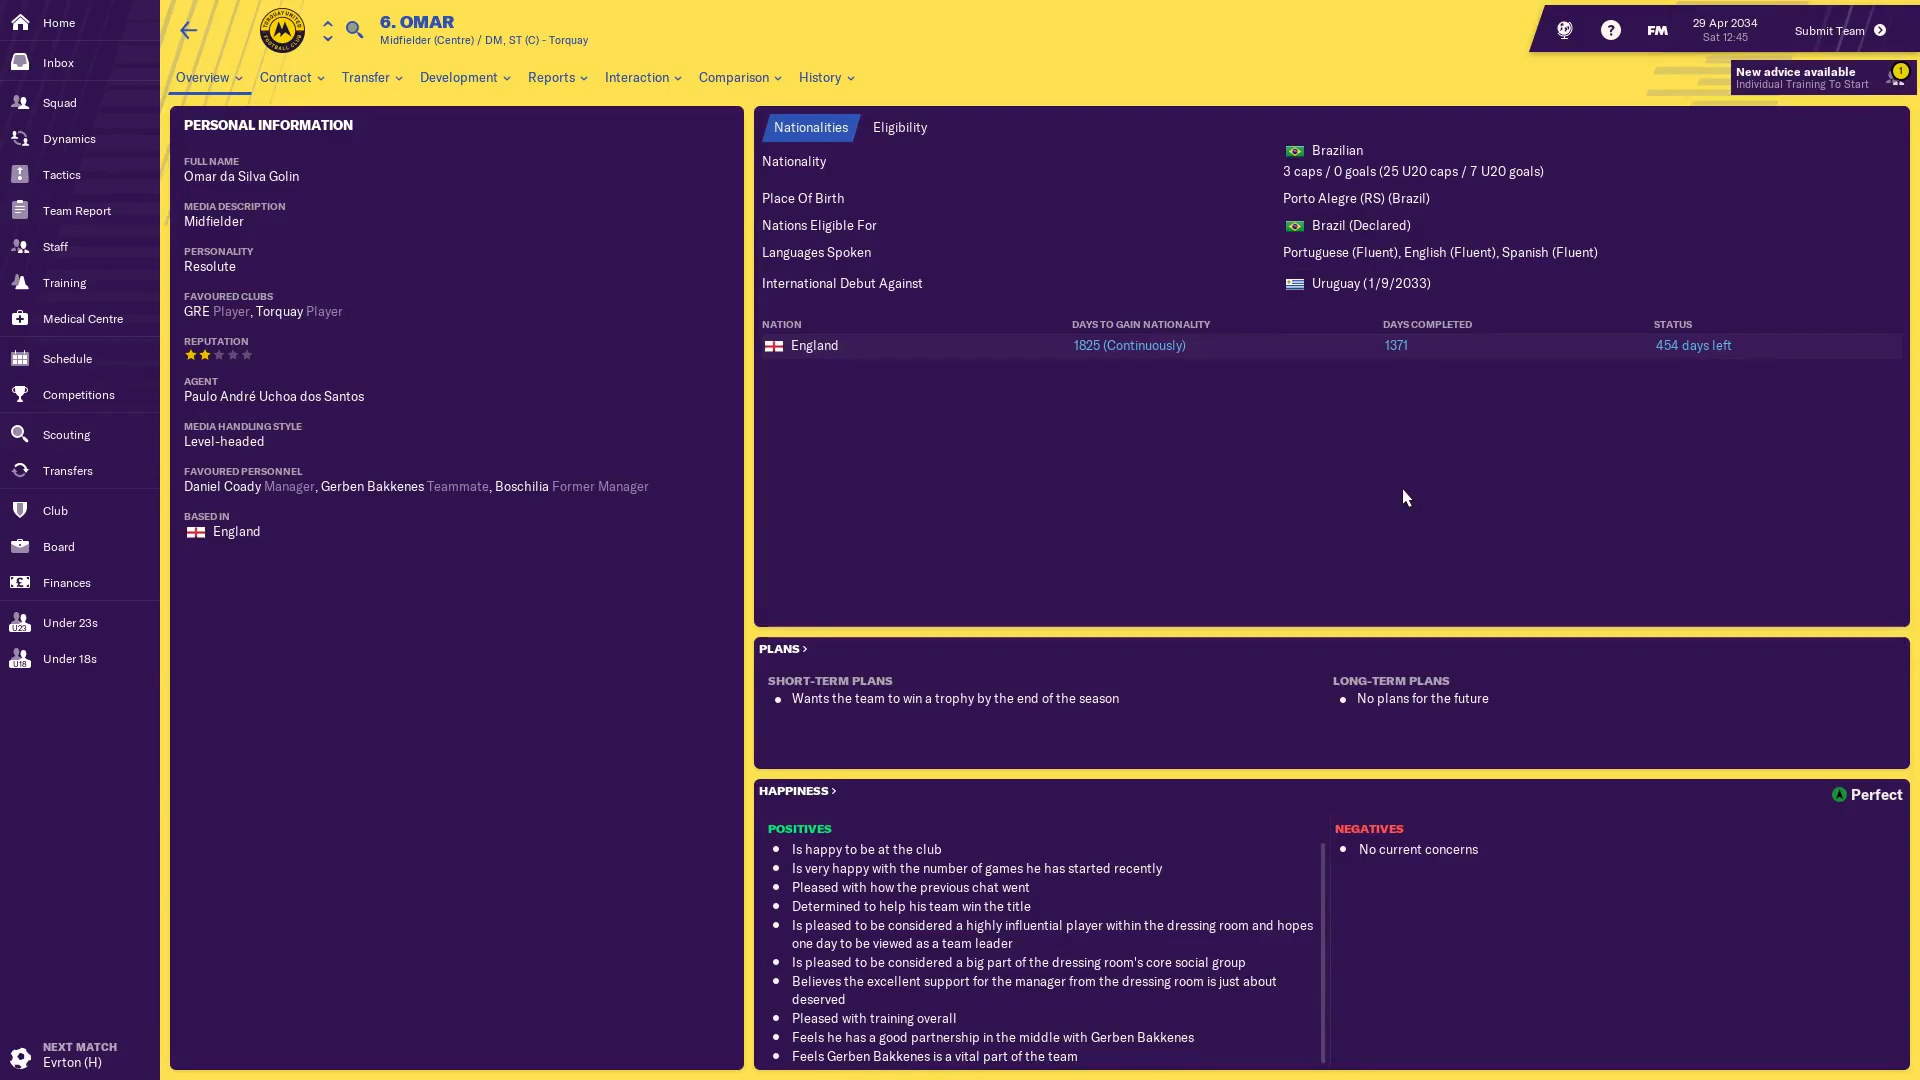 Home
Inbox
Squad
Dynamics
Tactics
Team Report
Staff
Training
Medical Centre
Schedule
Competitions
Scouting
Transfers
Club
Board
Finances
U23
Under 23s
U18
Under 18s
NEXT MATCH
Evrton (H)
6. OMAR
Midfielder (Centre) / DM, ST (C) - Torquay
?
FM
29 Apr 2034
Sat 12:45
Submit Team
New advice available
Individual Training To Start
1
Overview
Contract
Transfer
Development
Reports
Interaction
Comparison
History
PERSONAL INFORMATION
FULL NAME
Omar da Silva Golin
MEDIA DESCRIPTION
Midfielder
PERSONALITY
Resolute
FAVOURED CLUBS
GRE Player, Torquay Player
REPUTATION
AGENT
Paulo André Uchoa dos Santos
MEDIA HANDLING STYLE
Level-headed
FAVOURED PERSONNEL
Daniel Coady Manager, Gerben Bakkenes Teammate, Boschilia Former Manager
BASED IN
England
Nationalities
Eligibility
Nationality
Brazilian
3 caps / 0 goals (25 U20 caps / 7 U20 goals)
Place Of Birth
Porto Alegre (RS) (Brazil)
Nations Eligible For
Brazil (Declared)
Languages Spoken
Portuguese (Fluent), English (Fluent), Spanish (Fluent)
International Debut Against
Uruguay (1/9/2033)
NATION DAYS TO GAIN NATIONALITY DAYS COMPLETED STATUS
England 1825 (Continuously) 1371 454 days left
PLANS >
SHORT-TERM PLANS
Wants the team to win a trophy by the end of the season
LONG-TERM PLANS
No plans for the future
HAPPINESS >
Perfect
POSITIVES
Is happy to be at the club
Is very happy with the number of games he has started recently
Pleased with how the previous chat went
Determined to help his team win the title
Is pleased to be considered a highly influential player within the dressing room and hopes
one day to be viewed as a team leader
Is pleased to be considered a big part of the dressing room's core social group
Believes the excellent support for the manager from the dressing room is just about
deserved
Pleased with training overall
Feels he has a good partnership in the middle with Gerben Bakkenes
Feels Gerben Bakkenes is a vital part of the team
NEGATIVES
No current concerns